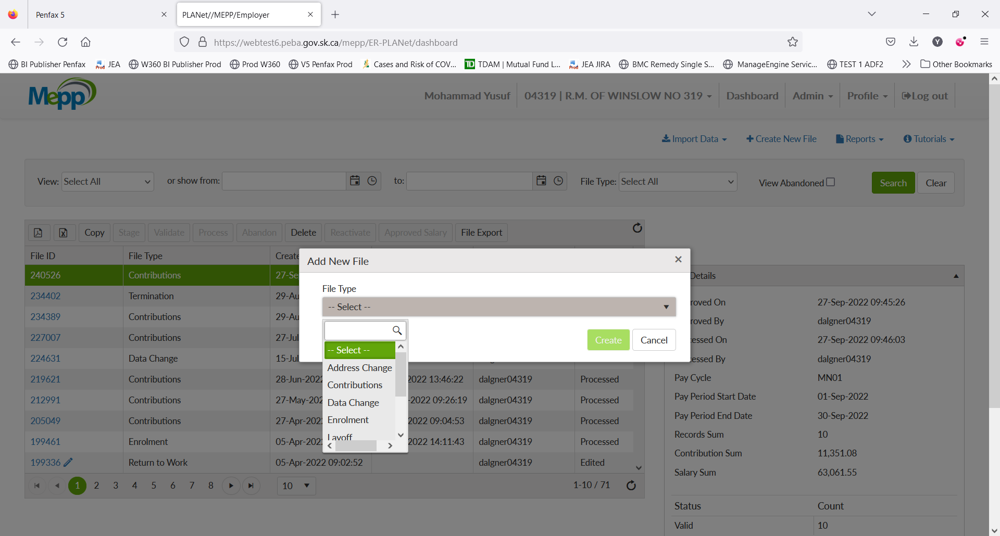 Penfax 5
PLANet//MEPP/Employer
https://webtest6.peba.gov.sk.ca/mepp/ER-PLANet/dashboard
Y
BI Publisher Penfax
JEA
W360 BI Publisher Prod
Prod W360
V5 Penfax Prod
Cases and Risk of COV...
TD TDAM | Mutual Fund L...
JEA JIRA
BMC Remedy Single S...
ManageEngine Servic...
TEST 1 ADF2
Other Bookmarks
Mepp
Mohammad Yusuf
04319 | R.M. OF WINSLOW NO 319
Dashboard
Admin
Profile
Log out
Import Data
Create New File
Reports
Tutorials
View: Select All
or show from:
to:
File Type: Select All
View Abandoned
Search
Clear
Copy
Stage
Validate
Process
Abandon
Delete
Reactivate
Approved Salary
File Export
File ID File Type Create
240526 Contributions 27-Se
234402 Termination 29-Au
234389 Contributions 29-Au
227007 Contributions 27-Jul
224631 Data Change 15-Jul
219621 Contributions 28-Jun-202 2022 13:46:22 dalgner04319 Processed
212991 Contributions 27-May-202 -2022 09:26:19 dalgner04319 Processed
205049 Contributions 27-Apr-202 2022 09:04:53 dalgner04319 Processed
199461 Enrolment 05-Apr-202 2022 14:11:43 dalgner04319 Processed
199336 Return to Work 05-Apr-2022 09:02:52 dalgner04319 Edited
1 2 3 4 5 6 7 8
10
1-10 / 71
Add New File
File Type
-- Select --
-- Select --
Address Change
Contributions
Data Change
Enrolment
Layoff
Create
Cancel
Details
roved On 27-Sep-2022 09:45:26
roved By dalgner04319
essed On 27-Sep-2022 09:46:03
essed By dalgner04319
Pay Cycle MN01
Pay Period Start Date 01-Sep-2022
Pay Period End Date 30-Sep-2022
Records Sum 10
Contribution Sum 11,351.08
Salary Sum 63,061.55
Status Count
Valid 10